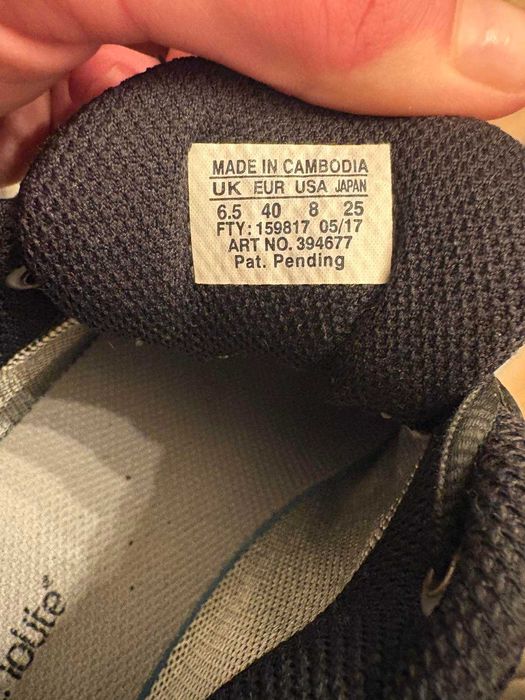 MADE IN CAMBODIA
UK EUR USA JAPAN
6.5 40 8 25
FTY: 159817 05/17
ART NO. 394677
Pat. Pending